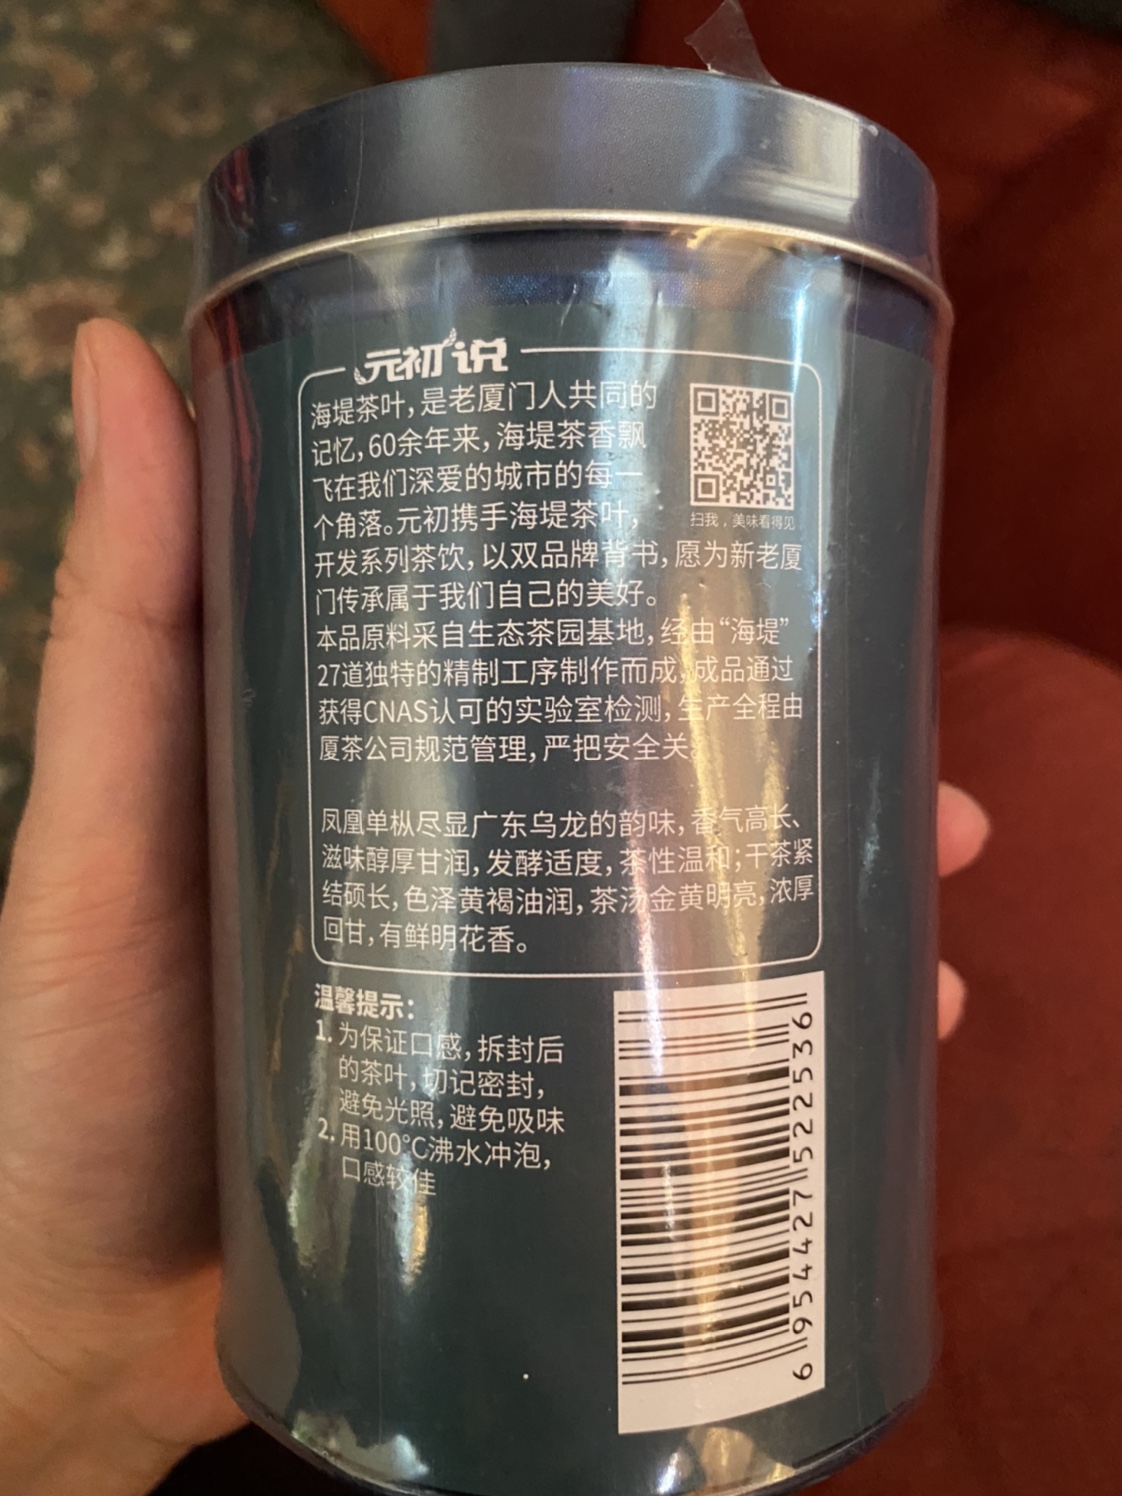 元初说
海堤茶叶，是老厦门人共同的
记忆，60余年来，海堤茶香飘
飞在我们深爱的城市的每一
个角落。元初携手海堤茶叶，
扫我，美味看得见
开发系列茶饮，以双品牌背书，愿为新老厦
门传承属于我们自己的美好。
本品原料采自生态茶园基地，经由“海堤”
27道独特的精制工序制作而成，成品通过
获得CNAS认可的实验室检测，生产全程由
厦茶公司规范管理，严把安全关。
凤凰单枞尽显广东乌龙的韵味，香气高长、
滋味醇厚甘润，发酵适度，茶性温和；干茶紧
结硕长，色泽黄褐油润，茶汤金黄明亮，浓厚
回甘，有鲜明花香。
温馨提示：
1. 为保证口感，拆封后
的茶叶，切记密封，
避免光照，避免吸味
2. 用100℃沸水冲泡，
口感较佳
6954427522536